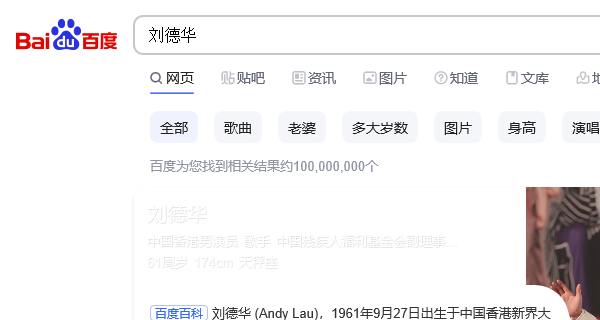 Bai du 百度
刘德华
网页 贴吧 资讯 图片 知道 文库 地
全部 歌曲 老婆 多大岁数 图片 身高 演唱
百度为您找到相关结果约100,000,000个
刘德华
中国香港男演员 歌手 中国残疾人福利基金会副理事...
61周岁 174cm 天秤座
百度百科 刘德华 (Andy Lau)，1961年9月27日出生于中国香港新界大